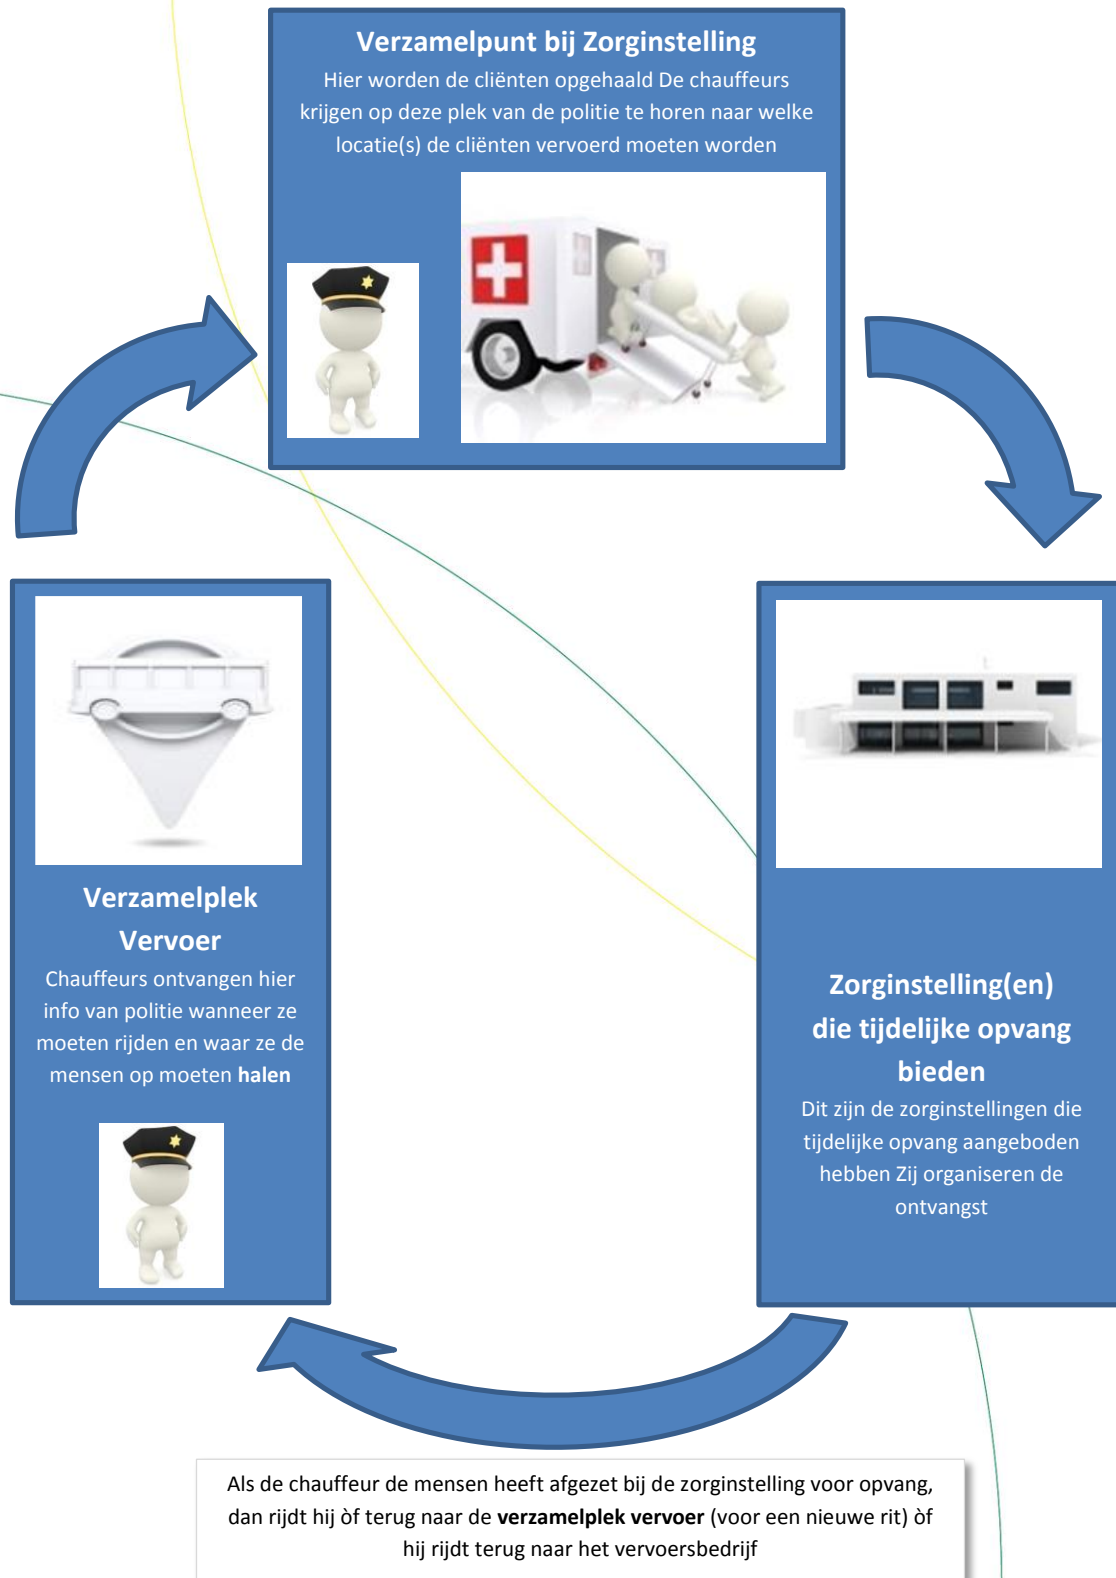 Verzamelpunt bij Zorginstelling
Hier worden de cliënten opgehaald De chauffeurs
krijgen op deze plek van de politie te horen naar welke
locatie(s) de cliënten vervoerd moeten worden
Verzamelplek
Vervoer
Chauffeurs ontvangen hier
info van politie wanneer ze
moeten rijden en waar ze de
mensen op moeten halen
Zorginstelling(en)
die tijdelijke opvang
bieden
Dit zijn de zorginstellingen die
tijdelijke opvang aangeboden
hebben Zij organiseren de
ontvangst
Als de chauffeur de mensen heeft afgezet bij de zorginstelling voor opvang,
dan rijdt hij òf terug naar de verzamelplek vervoer (voor een nieuwe rit) òf
hij rijdt terug naar het vervoersbedrijf